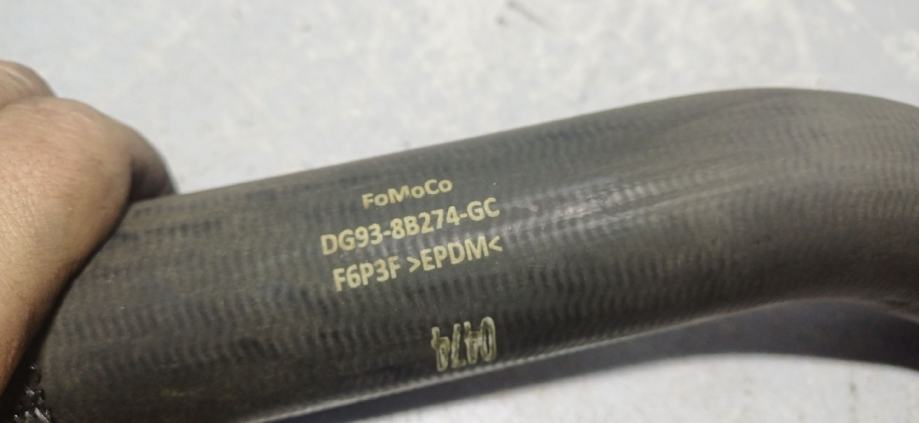 FoMoCo
DG93-8B274-GC
F6P3F >EPDM<
0474